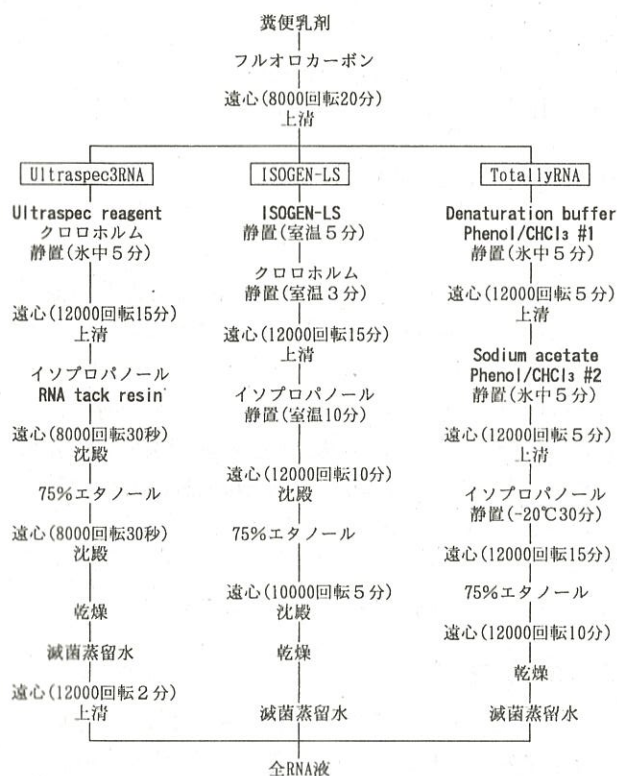 糞便乳剤
フルオロカーボン
遠心(8000回転20分)
上清
Ultraspec3RNA
Ultraspec reagent
クロロホルム
静置(氷中5分)
遠心(12000回転15分)
上清
イソプロパノール
RNA tack resin
遠心(8000回転30秒)
沈殿
75%エタノール
遠心(8000回転30秒)
沈殿
乾燥
滅菌蒸留水
遠心(12000回転2分)
上清
ISOGEN-LS
ISOGEN-LS
静置(室温5分)
クロロホルム
静置(室温3分)
遠心(12000回転15分)
上清
イソプロパノール
静置(室温10分)
遠心(12000回転10分)
沈殿
75%エタノール
遠心(10000回転5分)
沈殿
乾燥
滅菌蒸留水
TotallyRNA
Denaturation buffer
Phenol/CHCl₃ #1
静置(氷中5分)
遠心(12000回転5分)
上清
Sodium acetate
Phenol/CHCl₃ #2
静置(氷中5分)
遠心(12000回転5分)
上清
イソプロパノール
静置(-20℃30分)
遠心(12000回転15分)
75%エタノール
遠心(12000回転10分)
乾燥
滅菌蒸留水
全RNA液